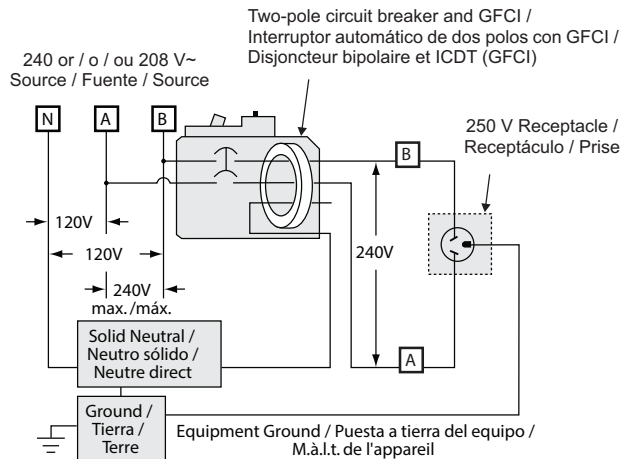 Two-pole circuit breaker and GFCI /
Interruptor automático de dos polos con GFCI /
Disjoncteur bipolaire et ICDT (GFCI)
240 or / o / ou 208 V~
Source / Fuente / Source
N
A
B
250 V Receptacle /
Receptáculo / Prise
B
120V
120V
240V
240V
max./máx.
A
Solid Neutral /
Neutro sólido /
Neutre direct
Ground /
Tierra /
Terre
Equipment Ground / Puesta a tierra del equipo /
M.à.l.t. de l'appareil